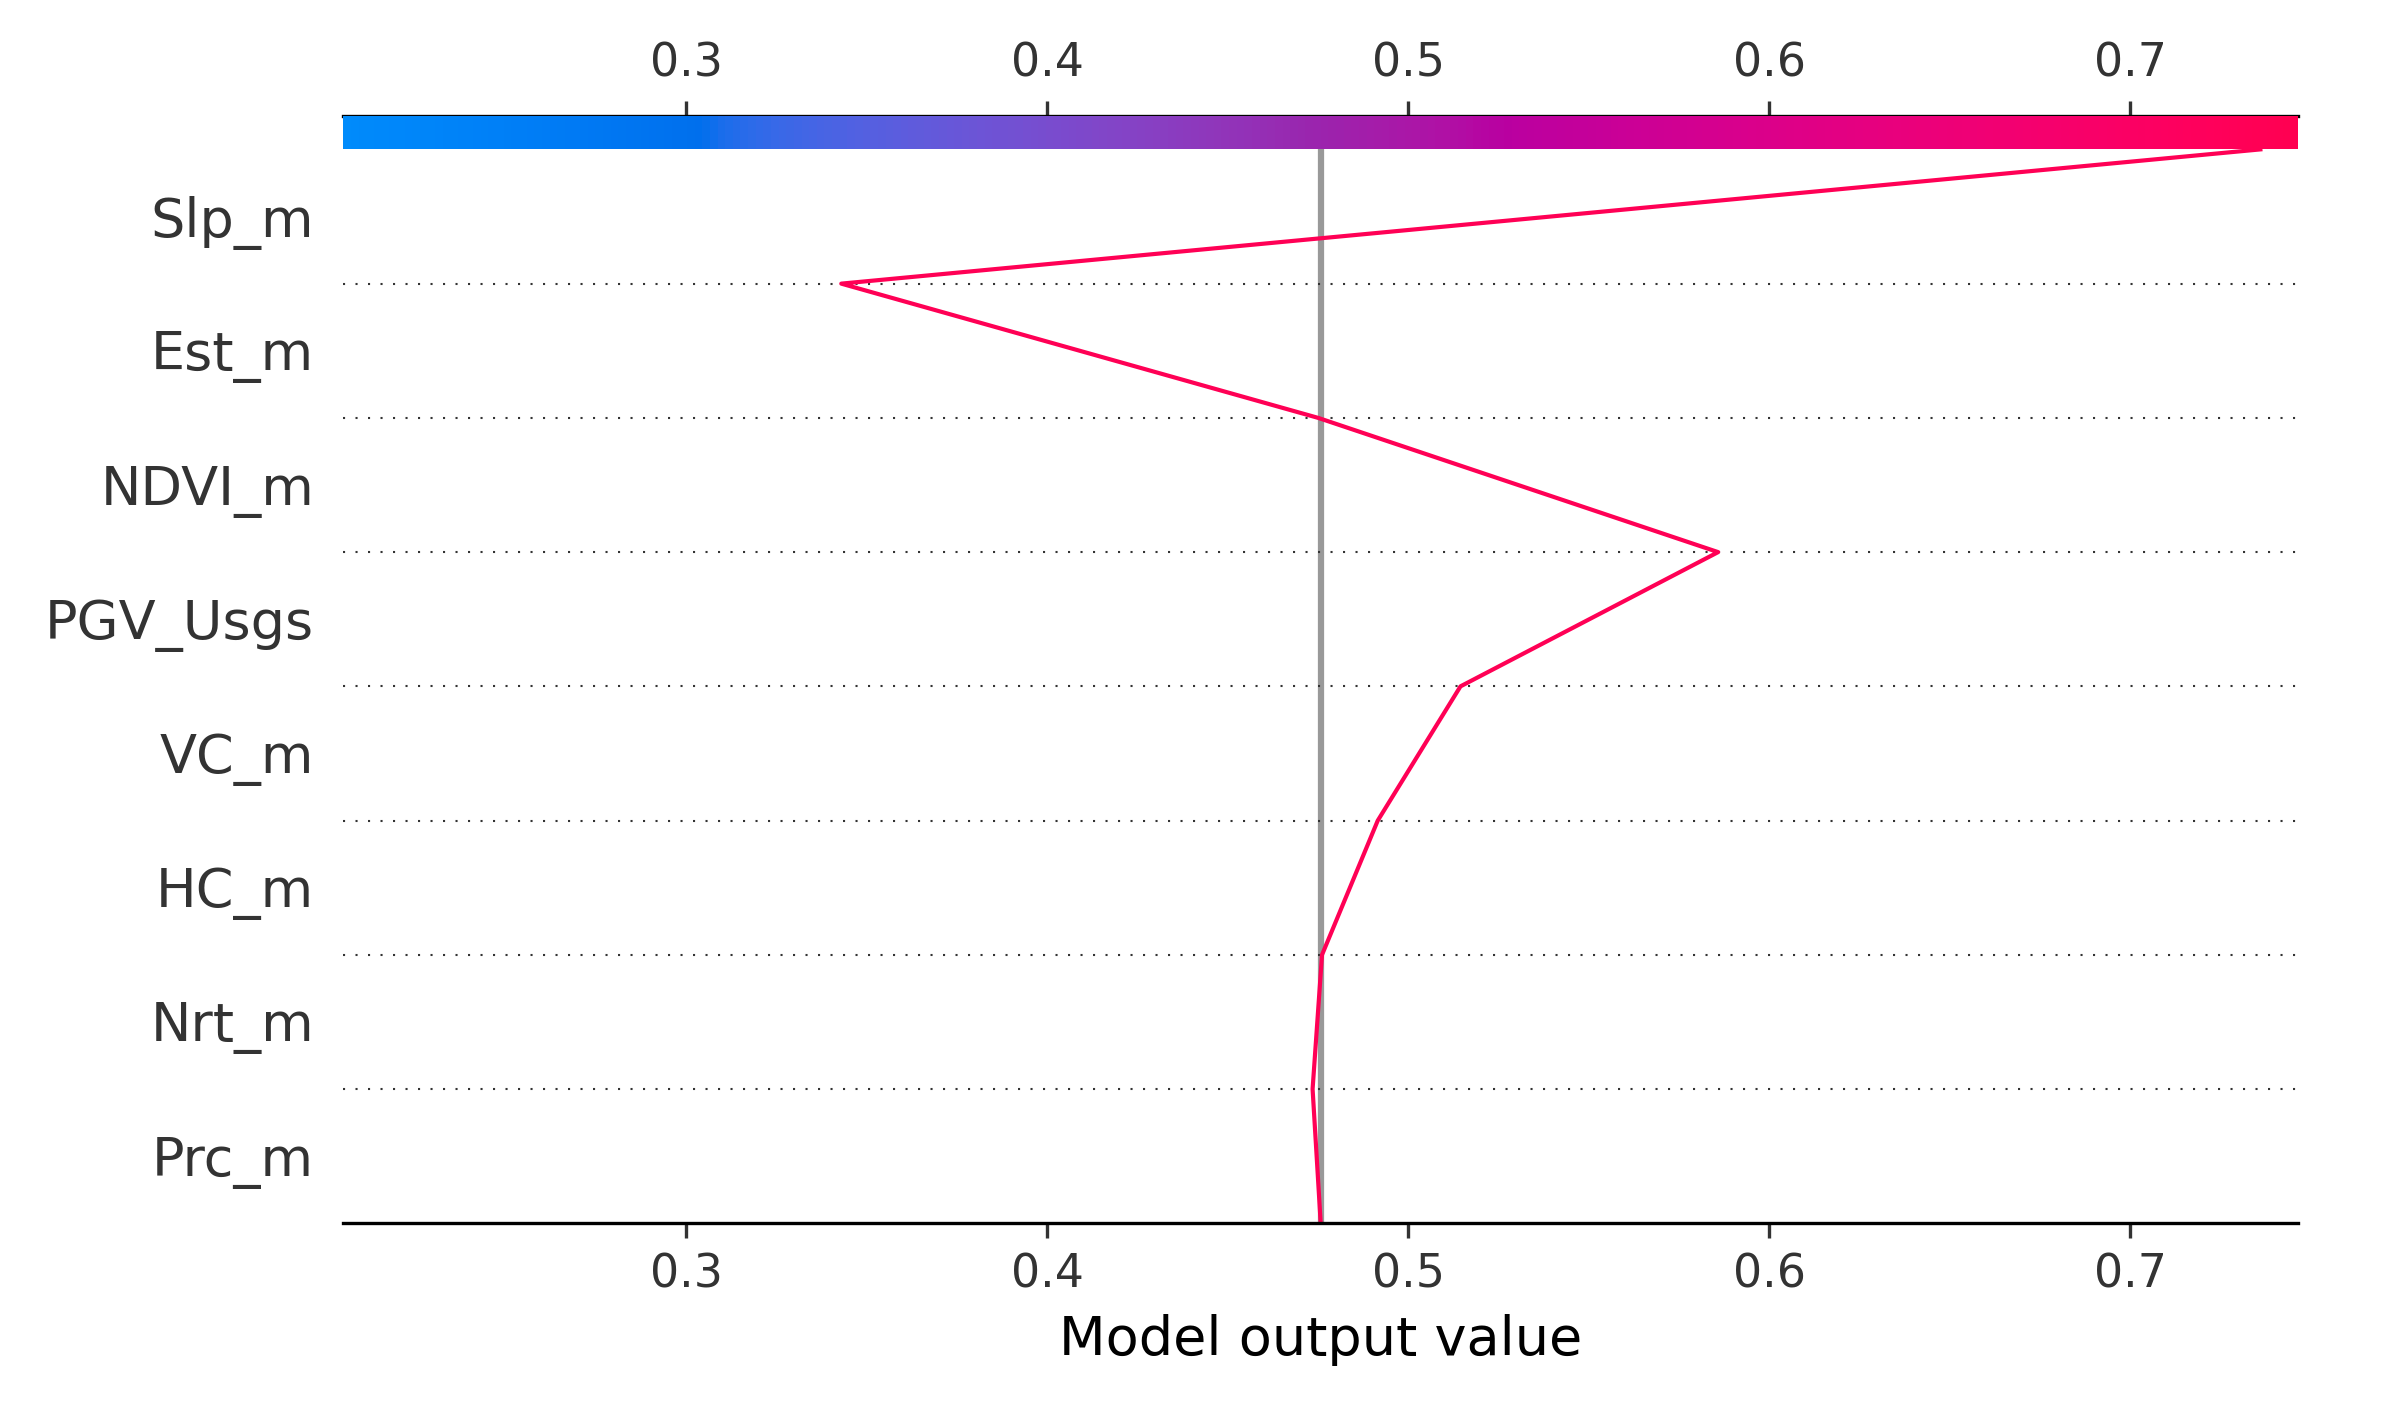 0.3 0.4 0.5 0.6 0.7
Slp_m
Est_m
NDVI_m
PGV_Usgs
VC_m
HC_m
Nrt_m
Prc_m
0.3 0.4 0.5 0.6 0.7
Model output value